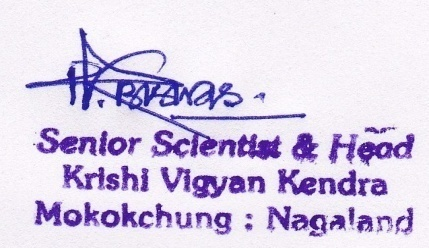 Senior Scientist & Head
Krishi Vigyan Kendra
Mokokchung : Nagaland